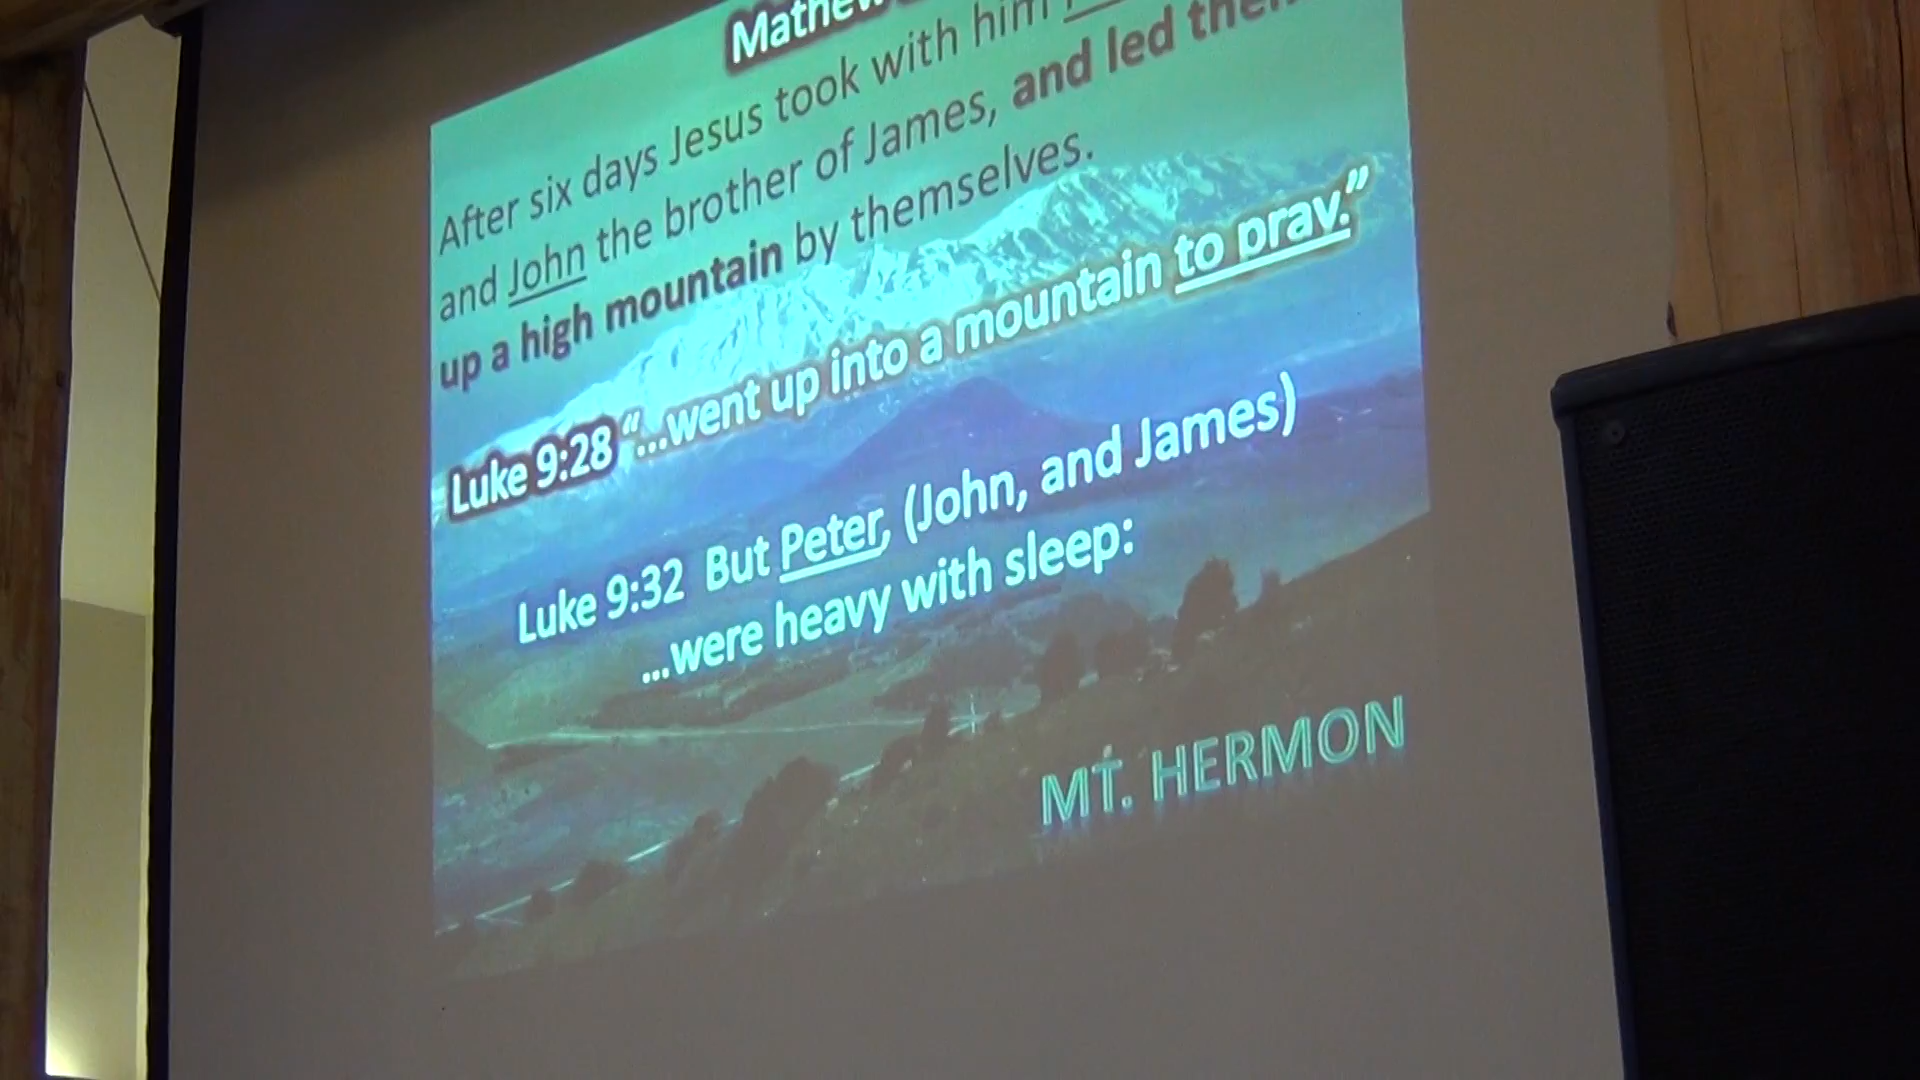 Mathew
After six days Jesus took with him
and John the brother of James, and led them
up a high mountain by themselves.
Luke 9:28 “...went up into a mountain to pray.”
Luke 9:32 But Peter, (John, and James)
...were heavy with sleep:
MT. HERMON